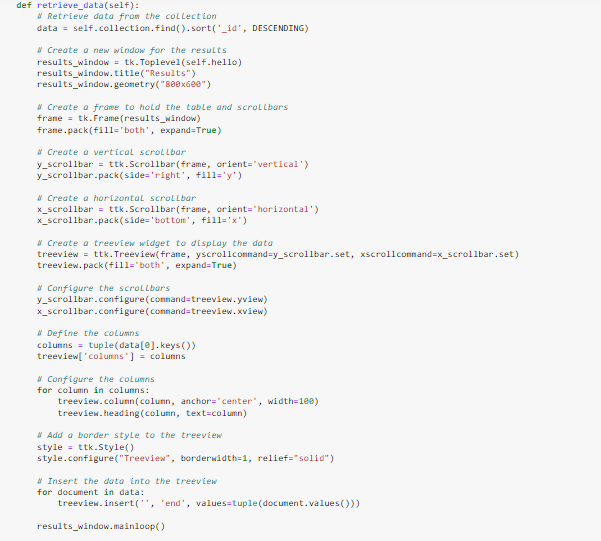 def retrieve_data(self):
    # Retrieve data from the collection
    data = self.collection.find().sort('_id', DESCENDING)

    # Create a new window for the results
    results_window = tk.Toplevel(self.hello)
    results_window.title("Results")
    results_window.geometry("800x600")

    # Create a frame to hold the table and scrollbars
    frame = tk.Frame(results_window)
    frame.pack(fill='both', expand=True)

    # Create a vertical scrollbar
    y_scrollbar = ttk.Scrollbar(frame, orient='vertical')
    y_scrollbar.pack(side='right', fill='y')

    # Create a horizontal scrollbar
    x_scrollbar = ttk.Scrollbar(frame, orient='horizontal')
    x_scrollbar.pack(side='bottom', fill='x')

    # Create a treeview widget to display the data
    treeview = ttk.Treeview(frame, yscrollcommand=y_scrollbar.set, xscrollcommand=x_scrollbar.set)
    treeview.pack(fill='both', expand=True)

    # Configure the scrollbars
    y_scrollbar.configure(command=treeview.yview)
    x_scrollbar.configure(command=treeview.xview)

    # Define the columns
    columns = tuple(data[0].keys())
    treeview['columns'] = columns

    # Configure the columns
    for column in columns:
        treeview.column(column, anchor='center', width=100)
        treeview.heading(column, text=column)

    # Add a border style to the treeview
    style = ttk.Style()
    style.configure("Treeview", borderwidth=1, relief="solid")

    # Insert the data into the treeview
    for document in data:
        treeview.insert('', 'end', values=tuple(document.values()))

    results_window.mainloop()